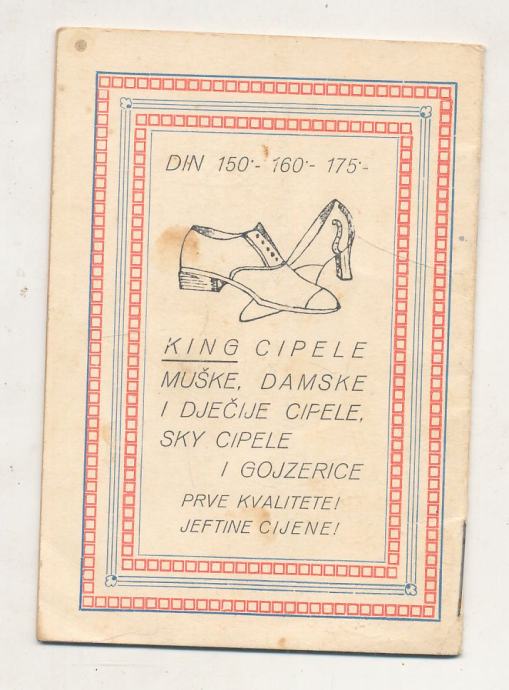 DIN 150·- 160·- 175·-
KING CIPELE
MUŠKE, DAMSKE
I DJEČIJE CIPELE,
SKY CIPELE
I GOJZERICE
PRVE KVALITETE!
JEFTINE CIJENE!